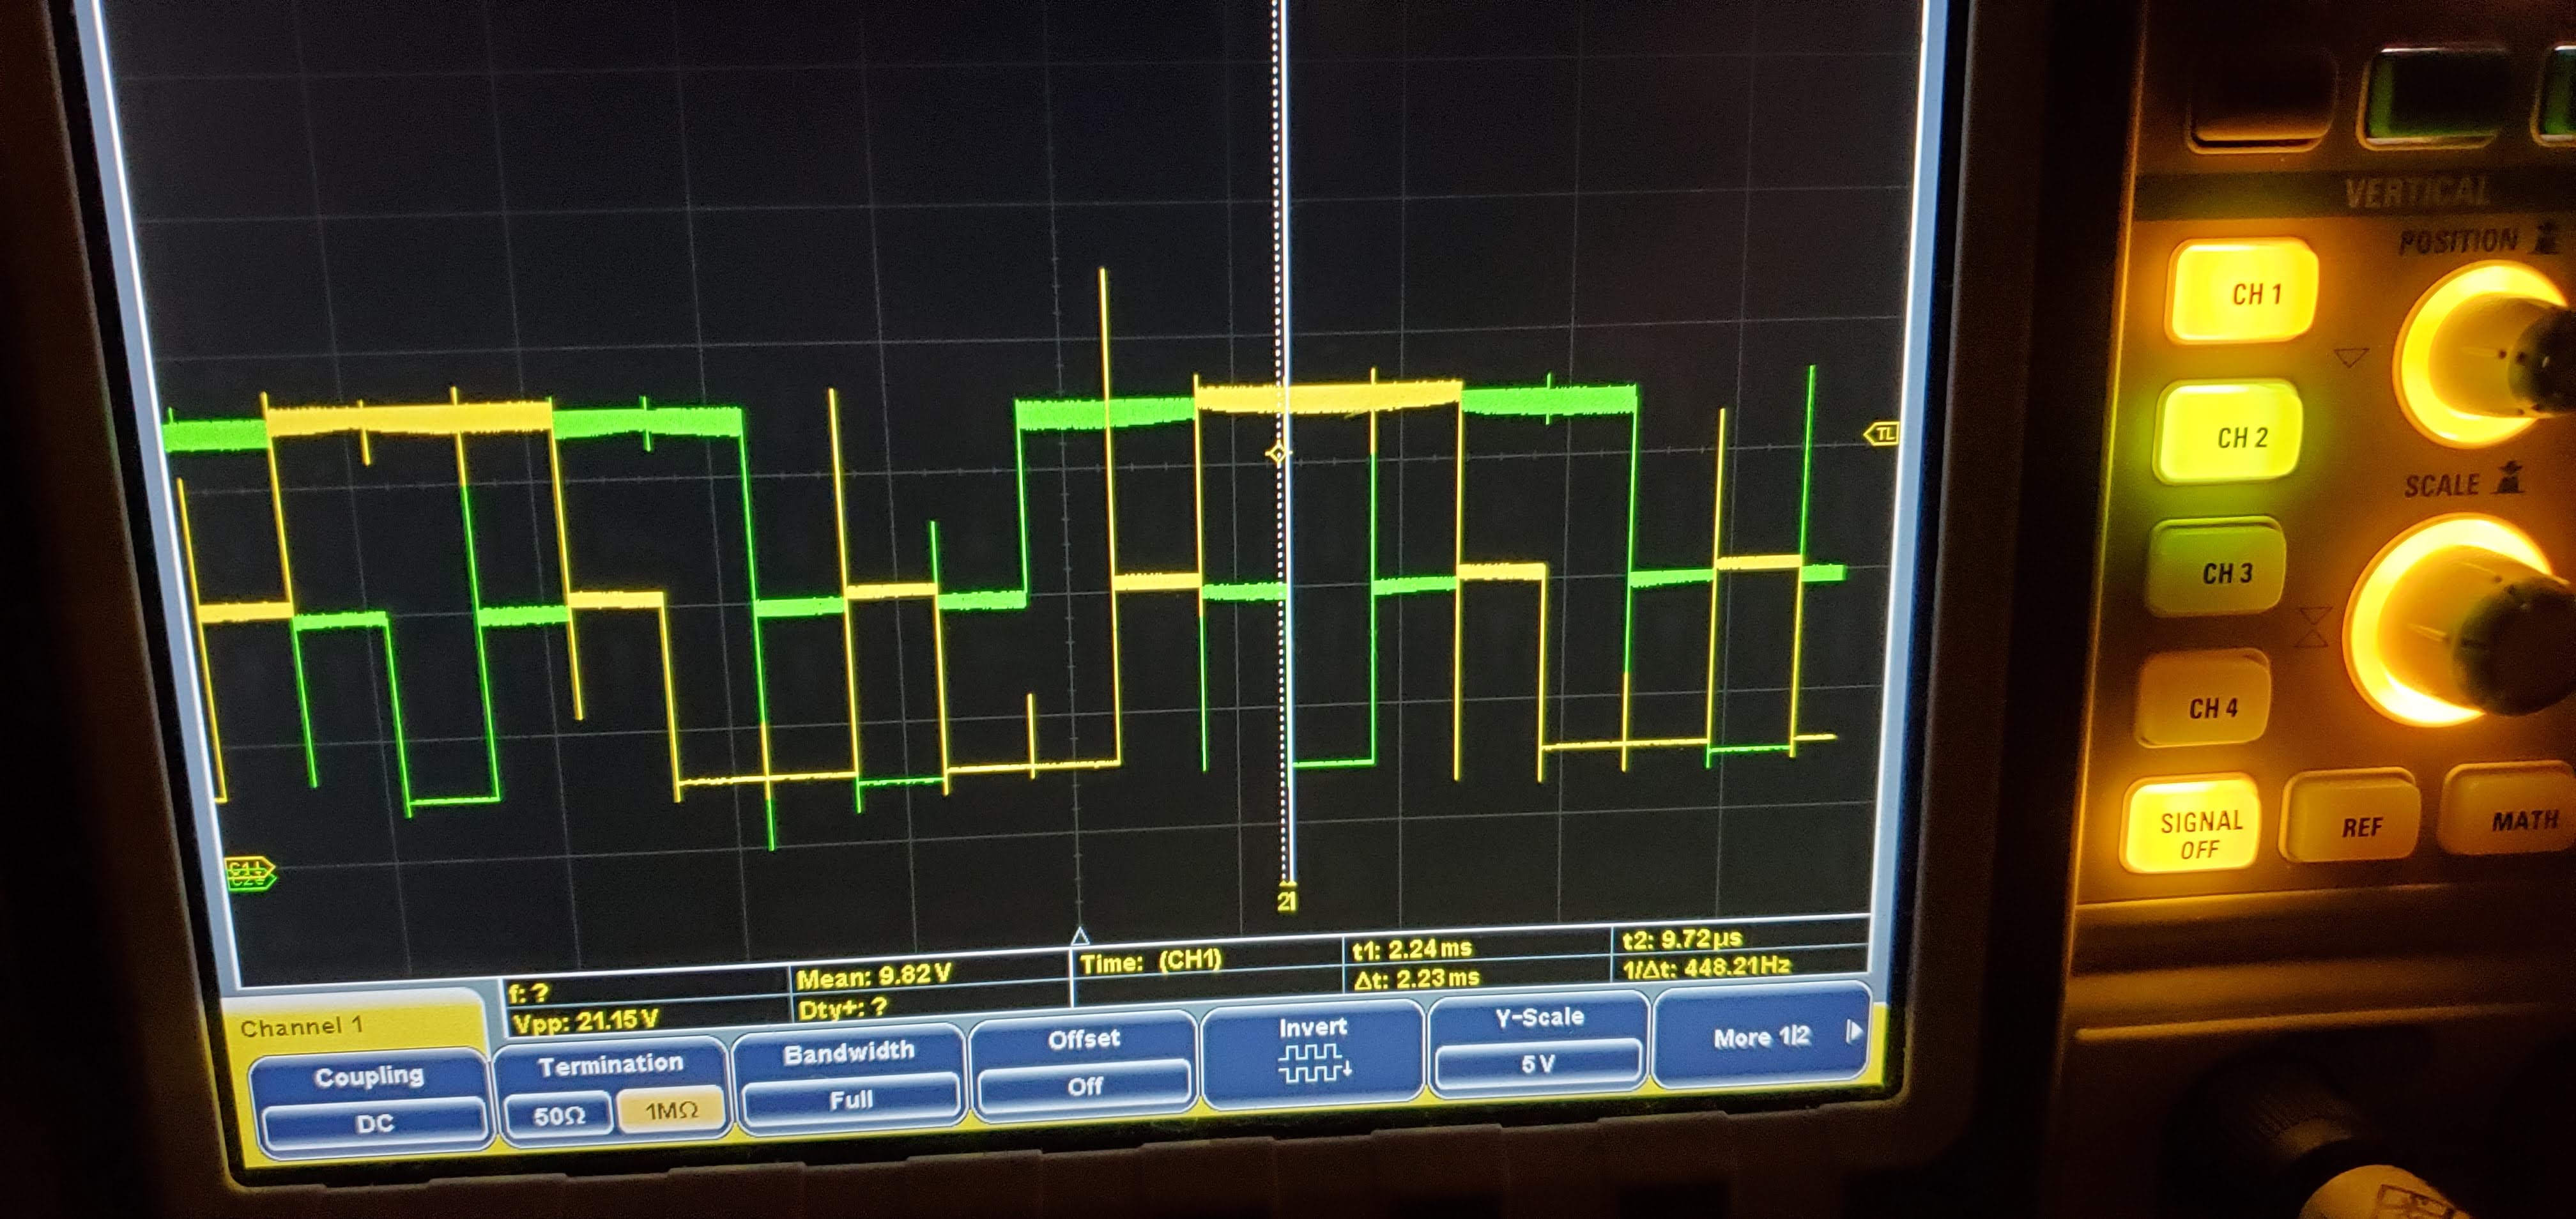 VERTICAL
POSITION
CH 1
CH 2
SCALE
CH 3
CH 4
SIGNAL
OFF
REF
MATH
TL
C1
C2
21
f: ?
Vpp: 21.15 V
Mean: 9.82 V
Dty+: ?
Time: (CH1)
t1: 2.24 ms
Δt: 2.23 ms
t2: 9.72 µs
1/Δt: 448.21Hz
Channel 1
Coupling
DC
Termination
50Ω 1MΩ
Bandwidth
Full
Offset
Off
Invert
Y-Scale
5 V
More 1|2